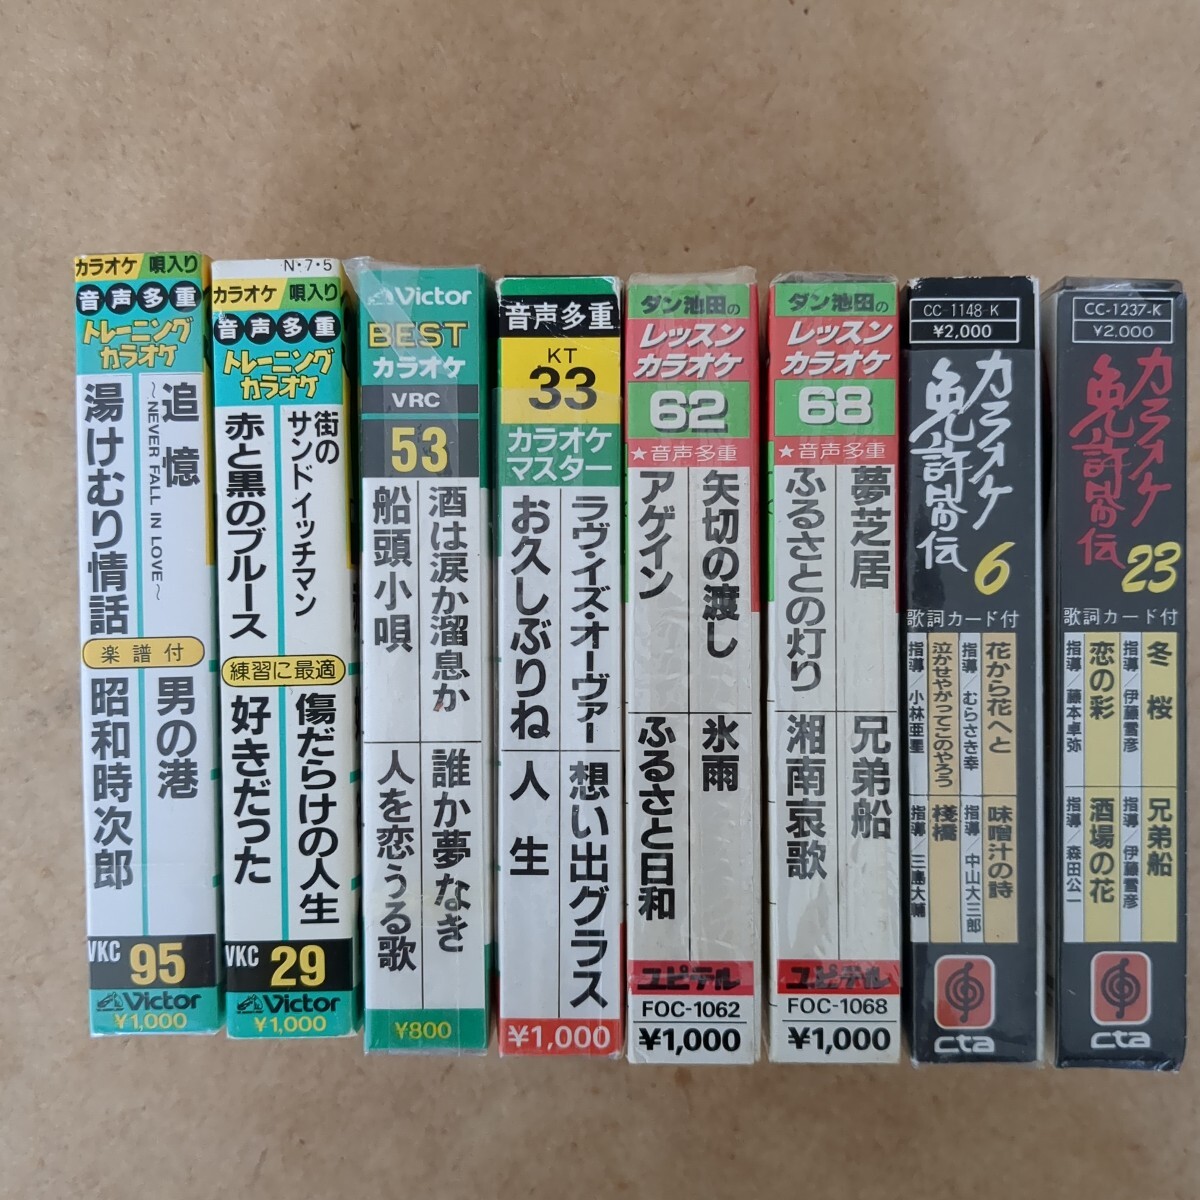 カラオケ 唄入り
音声多重
トレーニング
カラオケ
追憶
～NEVER FALL IN LOVE～
湯けむり情話
楽譜付
男の港
昭和時次郎
VKC 95
Victor
¥1,000
N・7・5
カラオケ 唄入り
音声多重
トレーニング
カラオケ
街の
サンドイッチマン
赤と黒のブルース
練習に最適
傷だらけの人生
好きだった
VKC 29
Victor
¥1,000
Victor
BEST
カラオケ
VRC
53
酒は涙か溜息か
船頭小唄
誰か夢なき
人を恋うる歌
¥800
音声多重
KT
33
カラオケ
マスター
ラヴ・イズ・オーヴァー
お久しぶりね
想い出グラス
人生
¥1,000
ダン池田の
レッスン
カラオケ
62
★音声多重
矢切の渡し
アゲイン
氷雨
ふるさと日和
ユピテル
FOC-1062
¥1,000
ダン池田の
レッスン
カラオケ
68
★音声多重
夢芝居
ふるさとの灯り
兄弟船
湘南哀歌
ユピテル
FOC-1068
¥1,000
CC-1148-K
¥2,000
カラオケ
免許皆伝
6
歌詞カード付
花から花へと
指導/むらさき幸
泣かせやがってこのやろう
指導/小林亜星
味噌汁の詩
指導/中山大三郎
棧橋
指導/三島大輔
cta
CC-1237-K
¥2,000
カラオケ
免許皆伝
23
歌詞カード付
冬桜
指導/伊藤雪彦
恋の彩
指導/藤本卓弥
兄弟船
指導/伊藤雪彦
酒場の花
指導/森田公一
cta